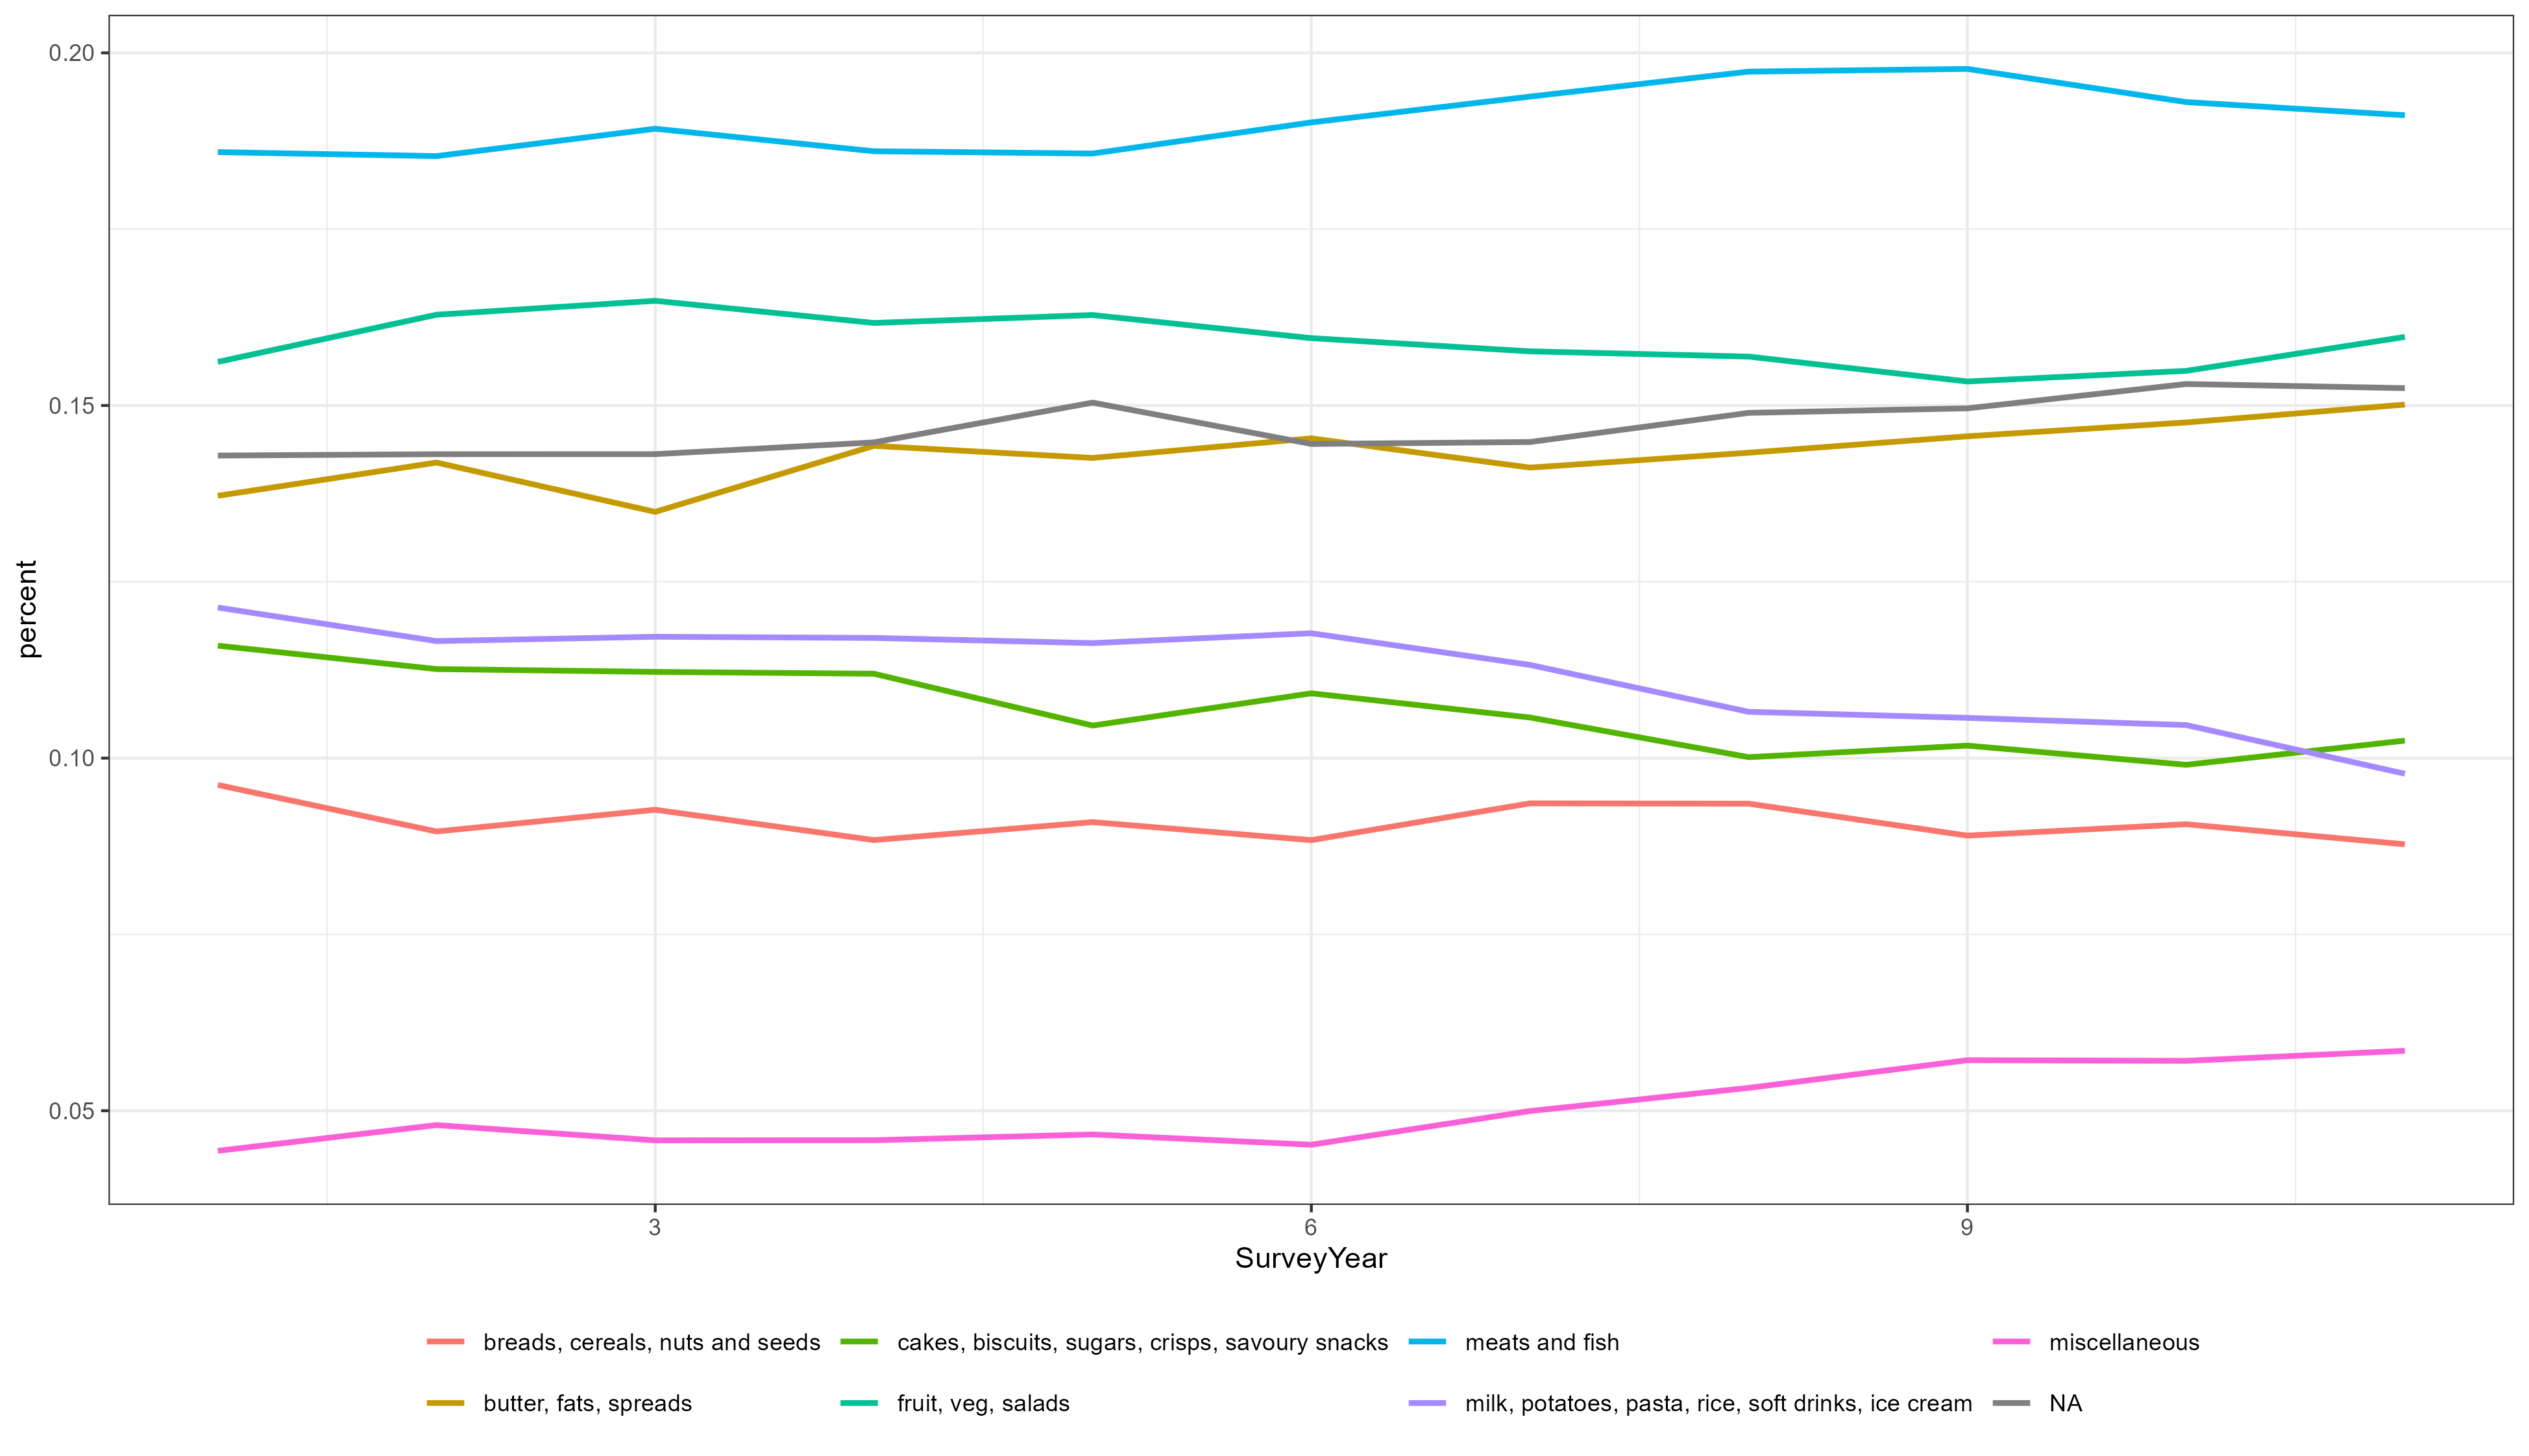 0.20
0.15
0.10
0.05
percent
3 6 9
SurveyYear
breads, cereals, nuts and seeds cakes, biscuits, sugars, crisps, savoury snacks meats and fish miscellaneous
butter, fats, spreads fruit, veg, salads milk, potatoes, pasta, rice, soft drinks, ice cream NA